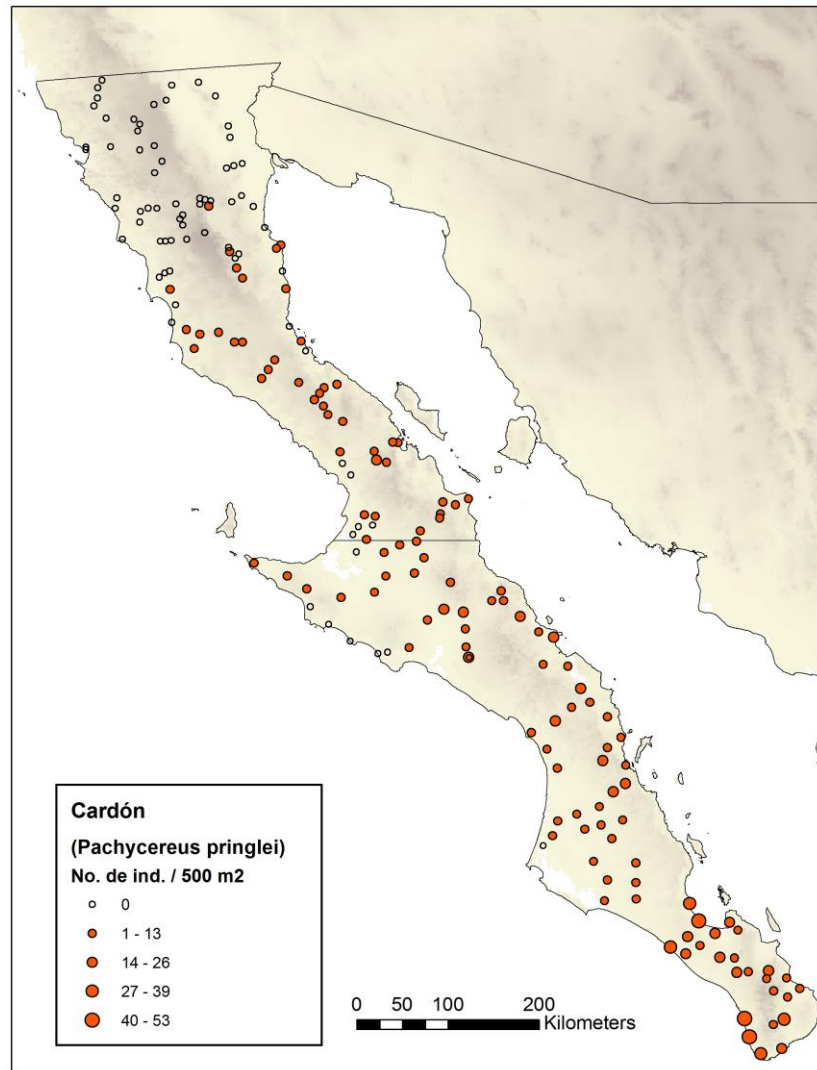 Cardón
(Pachycereus pringlei)
No. de ind. / 500 m2
0
1 - 13
14 - 26
27 - 39
40 - 53
0 50 100 200
Kilometers